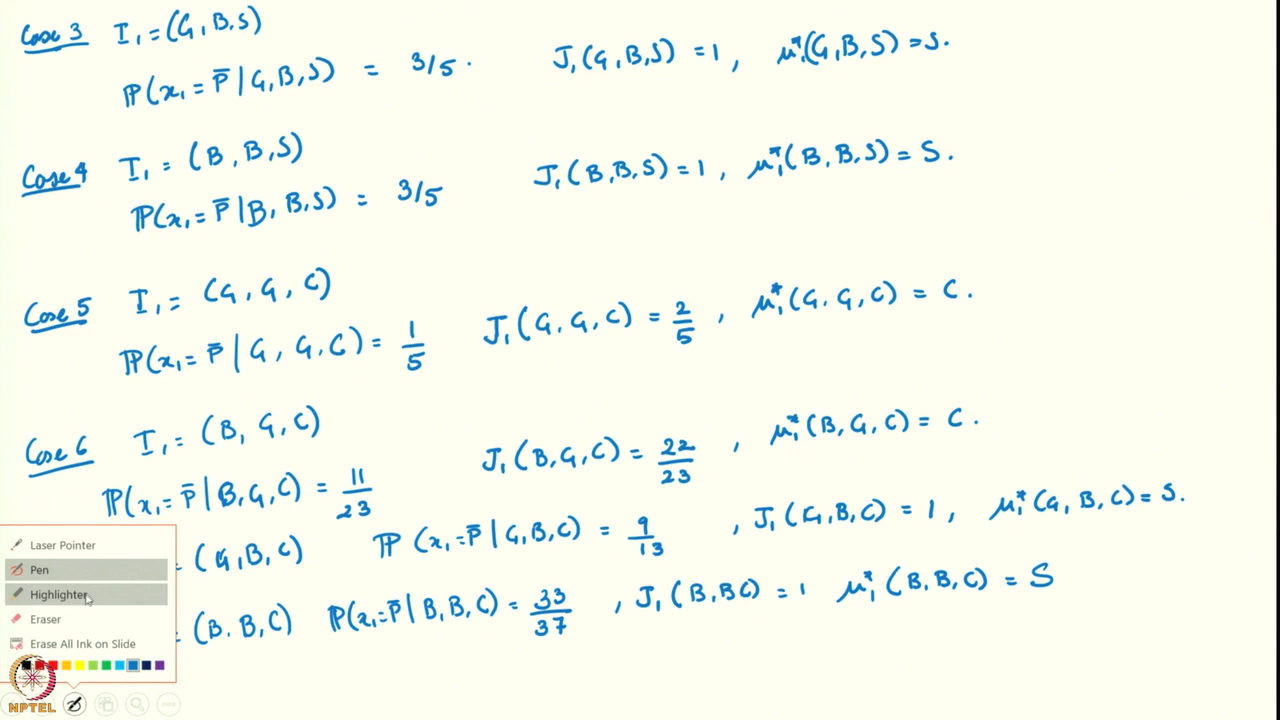 Case 3 I₁ = (G, B, S)
P(x₁ = P̄ | G, B, S) = 3/5. J₁(G, B, S) = 1, μ₁*(G, B, S) = S.
Case 4 I₁ = (B, B, S)
P(x₁ = P̄ | B, B, S) = 3/5 J₁(B, B, S) = 1, μ₁*(B, B, S) = S.
Case 5 I₁ = (G, G, C)
P(x₁ = P̄ | G, G, C) = 1/5 J₁(G, G, C) = 2/5, μ₁*(G, G, C) = C.
Case 6 I₁ = (B, G, C)
P(x₁ = P̄ | B, G, C) = 11/23 J₁(B, G, C) = 22/23, μ₁*(B, G, C) = C.
= (G, B, C) P(x₁ = P̄ | G, B, C) = 9/13, J₁(G, B, C) = 1, μ₁*(G, B, C) = S.
= (B. B, C) P(x₁ = P̄ | B, B, C) = 33/37, J₁(B, B C) = 1 μ₁*(B, B, C) = S
Laser Pointer
Pen
Highlighter
Eraser
Erase All Ink on Slide
NPTEL